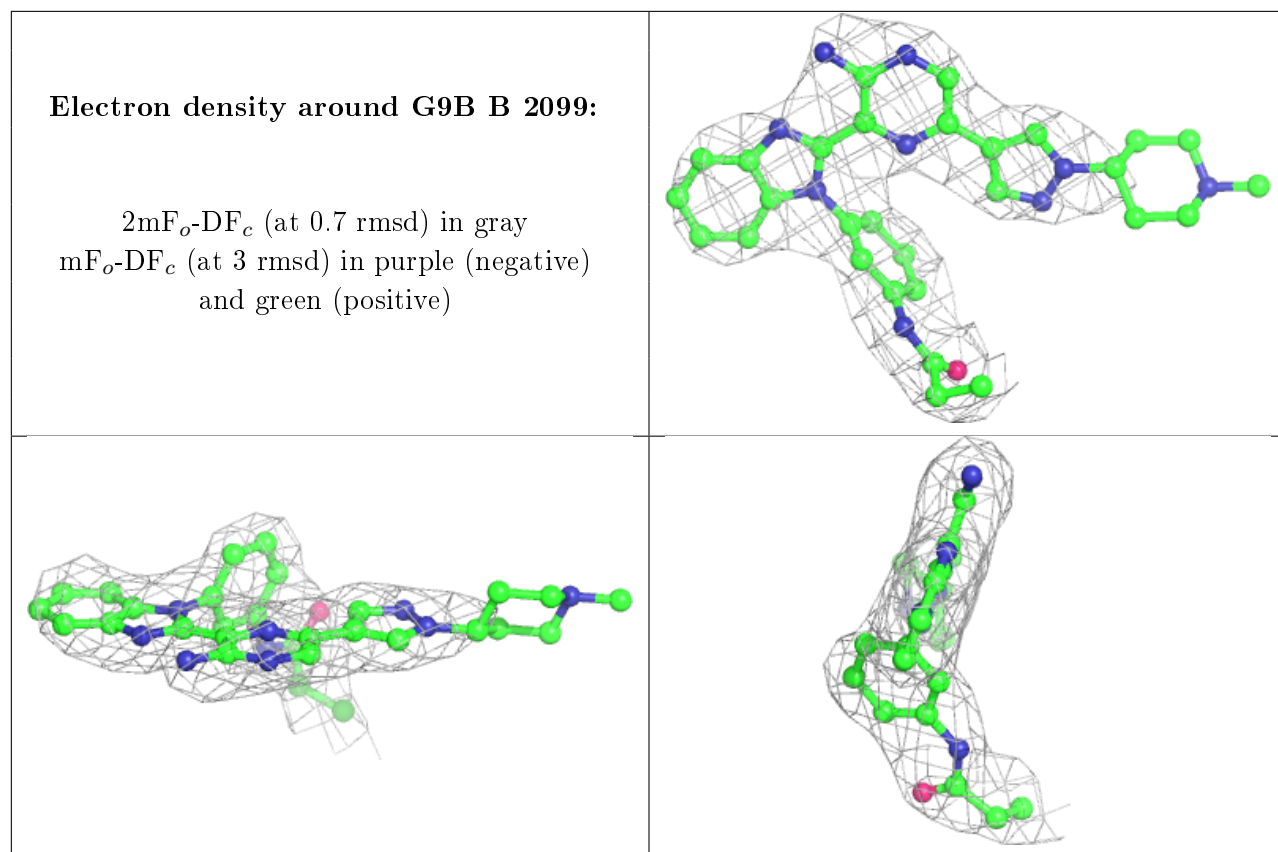 Electron density around G9B B 2099:
2mFo-DFc (at 0.7 rmsd) in gray
mFo-DFc (at 3 rmsd) in purple (negative)
and green (positive)